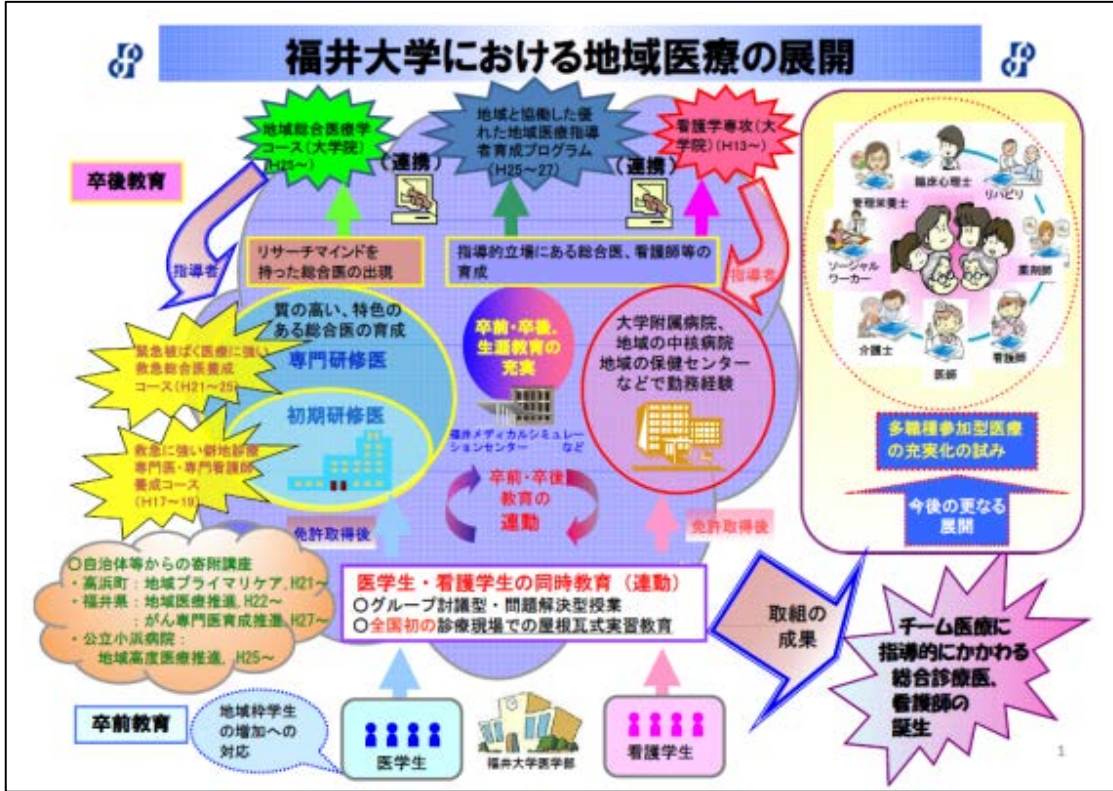 福井大学における地域医療の展開
地域総合医療学
コース(大学院)
(H25～)
(連携)
地域と協働した優
れた地域医療指導
者育成プログラム
(H25～27)
(連携)
看護学専攻(大
学院)(H13～)
卒後教育
指導者
リサーチマインドを
持った総合医の出現
指導的立場にある総合医、看護師等の
育成
指導者
質の高い、特色の
ある総合医の育成
専門研修医
初期研修医
緊急被ばく医療に強い
救急総合医養成
コース(H21～25)
救急に強い僻地診療
専門医・専門看護師
養成コース
(H17～19)
卒前・卒後、
生涯教育の
充実
福井メディカルシミュレー
ションセンター など
大学附属病院、
地域の中核病院
地域の保健センター
などで勤務経験
卒前・卒後
教育の
連動
免許取得後
免許取得後
○自治体等からの寄附講座
・高浜町：地域プライマリケア, H21～
・福井県：地域医療推進, H22～
：がん専門医育成推進, H27～
・公立小浜病院：
地域高度医療推進, H25～
医学生・看護学生の同時教育（連動）
○グループ討議型・問題解決型授業
○全国初の診療現場での屋根瓦式実習教育
卒前教育
地域枠学生
の増加への
対応
医学生
福井大学医学部
看護学生
取組の
成果
チーム医療に
指導的にかかわる
総合診療医、
看護師の
誕生
臨床心理士
管理栄養士
リハビリ
ソーシャル
ワーカー
薬剤師
介護士
医師
看護師
多職種参加型医療
の充実化の試み
今後の更なる
展開
1